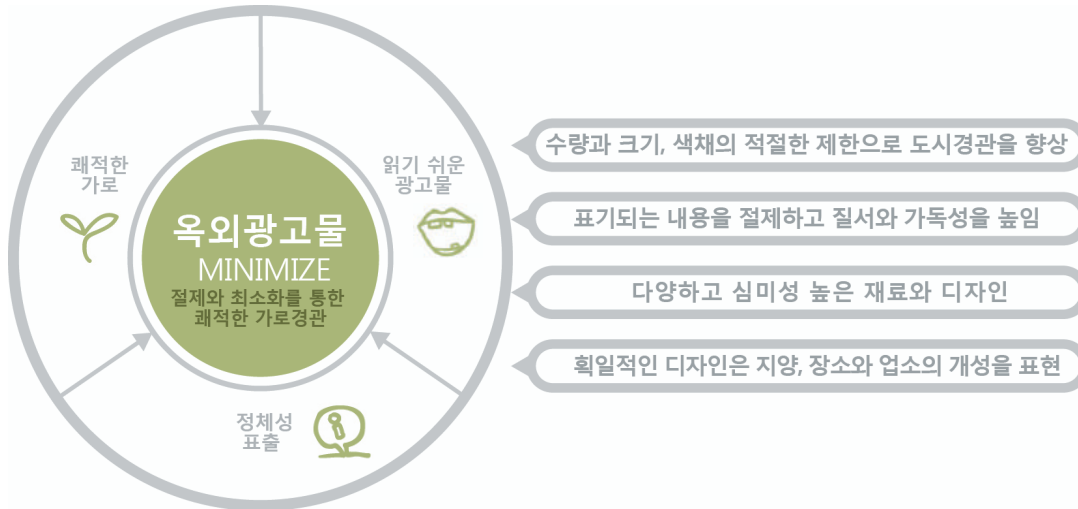 쾌적한
가로
읽기 쉬운
광고물
옥외광고물
MINIMIZE
절제와 최소화를 통한
쾌적한 가로경관
정체성
표출
수량과 크기, 색채의 적절한 제한으로 도시경관을 향상
표기되는 내용을 절제하고 질서와 가독성을 높임
다양하고 심미성 높은 재료와 디자인
획일적인 디자인은 지양, 장소와 업소의 개성을 표현